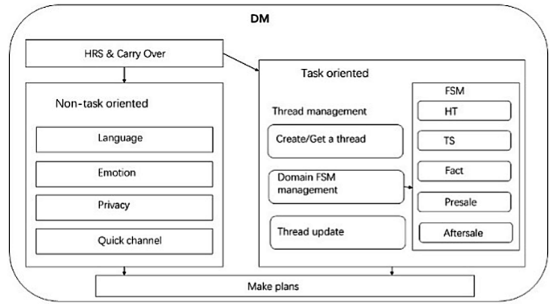 DM
HRS & Carry Over
Non-task oriented
Language
Emotion
Privacy
Quick channel
Task oriented
Thread management
Create/Get a thread
Domain FSM
management
Thread update
FSM
HT
TS
Fact
Presale
Aftersale
Make plans